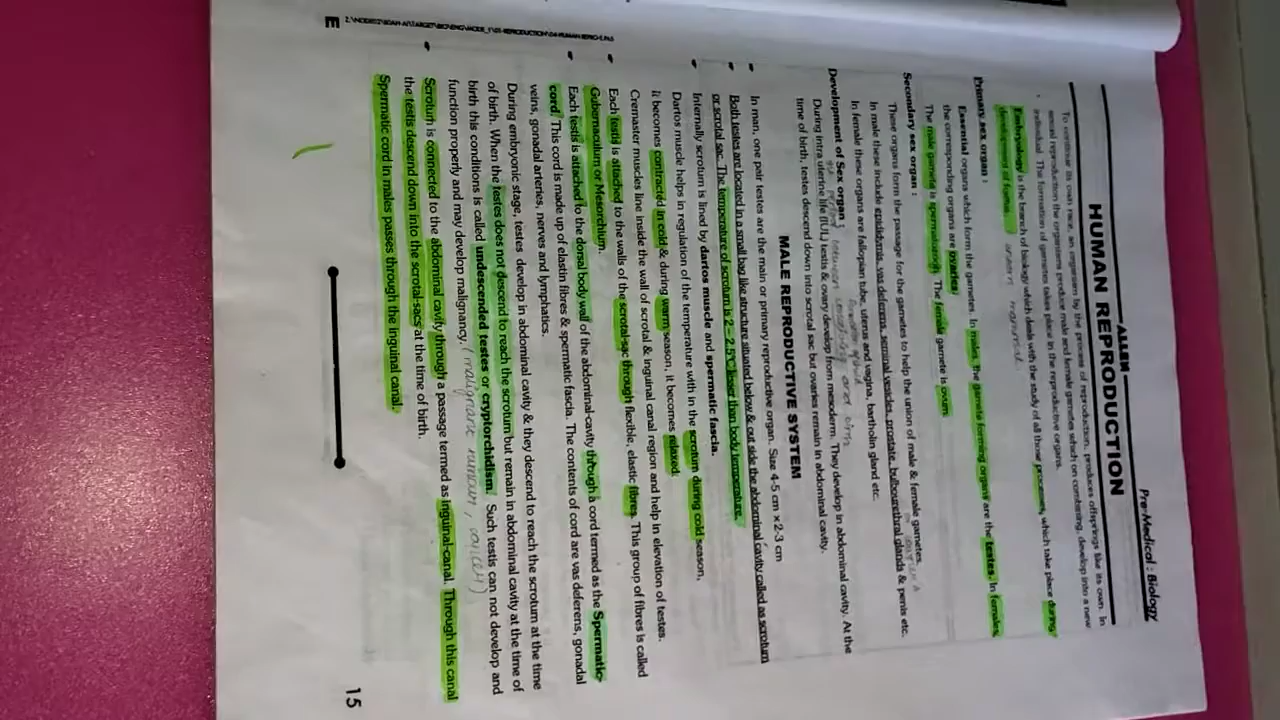 ALLEN
Pre-Medical : Biology
HUMAN REPRODUCTION
To continue its own race, an organism by the process of reproduction, produces offsprings like its own. In
sexual reproduction the organisms produce male and female gametes which on combining, develop into a new
individual. The formation of gametes takes place in the reproductive organs.
Embryology is the branch of biology which deals with the study of all those processes, which take place during
development of foetus.
Primary sex organ :
Essential organs which form the gametes. In males, the gamete forming organs are the testes. In females,
the corresponding organs are ovaries.
The male gamete is spermatozoon. The female gamete is ovum.
Secondary sex organ :
These organs form the passage for the gametes to help the union of male & female gametes.
In male these include epididymis, vas deferens, seminal vesicles, prostate, bulbourethral glands & penis etc.
In female these organs are fallopian tube, uterus and vagina, bartholin gland etc.
Development of Sex organ
During intra uterine life (IUL) testis & ovary develop from mesoderm. They develop in abdominal cavity. At the
time of birth, testes descend down into scrotal sac but ovaries remain in abdominal cavity.
MALE REPRODUCTIVE SYSTEM
In man, one pair testes are the main or primary reproductive organ. Size 4-5 cm × 2-3 cm
Both testes are located in a small bag like structure situated below & out side the abdominal cavity called as scrotum
or scrotal sac. The temperature of scrotum is 2 – 2.5°C lesser than body temperature.
Internally scrotum is lined by dartos muscle and spermatic fascia.
Dartos muscle helps in regulation of the temperature with in the scrotum during cold season,
it becomes contracted in cold & during warm season, it becomes relaxed.
Cremaster muscles line inside the wall of scrotal & inguinal canal region and help in elevation of testes.
Each testis is attached to the walls of the scrotal-sac through flexible, elastic fibres. This group of fibres is called
Gubernaculum or Mesorchium.
Each testis is attached to the dorsal body wall of the abdominal-cavity through a cord termed as the Spermatic-
cord. This cord is made up of elastin fibres & spermatic fascia. The contents of cord are vas deferens, gonadal
veins, gonadal arteries, nerves and lymphatics.
During embryonic stage, testes develop in abdominal cavity & they descend to reach the scrotum at the time
of birth. When the testes does not descend to reach the scrotum but remain in abdominal cavity at the time of
birth this conditions is called undescended testes or cryptorchidism. Such testis can not develop and
function properly and may develop malignancy. (malignant tumour, cancer)
Scrotum is connected to the abdominal cavity through a passage termed as inguinal-canal. Through this canal
the testis descend down into the scrotal-sacs at the time of birth.
Spermatic cord in males passes through the inguinal canal.
E
15